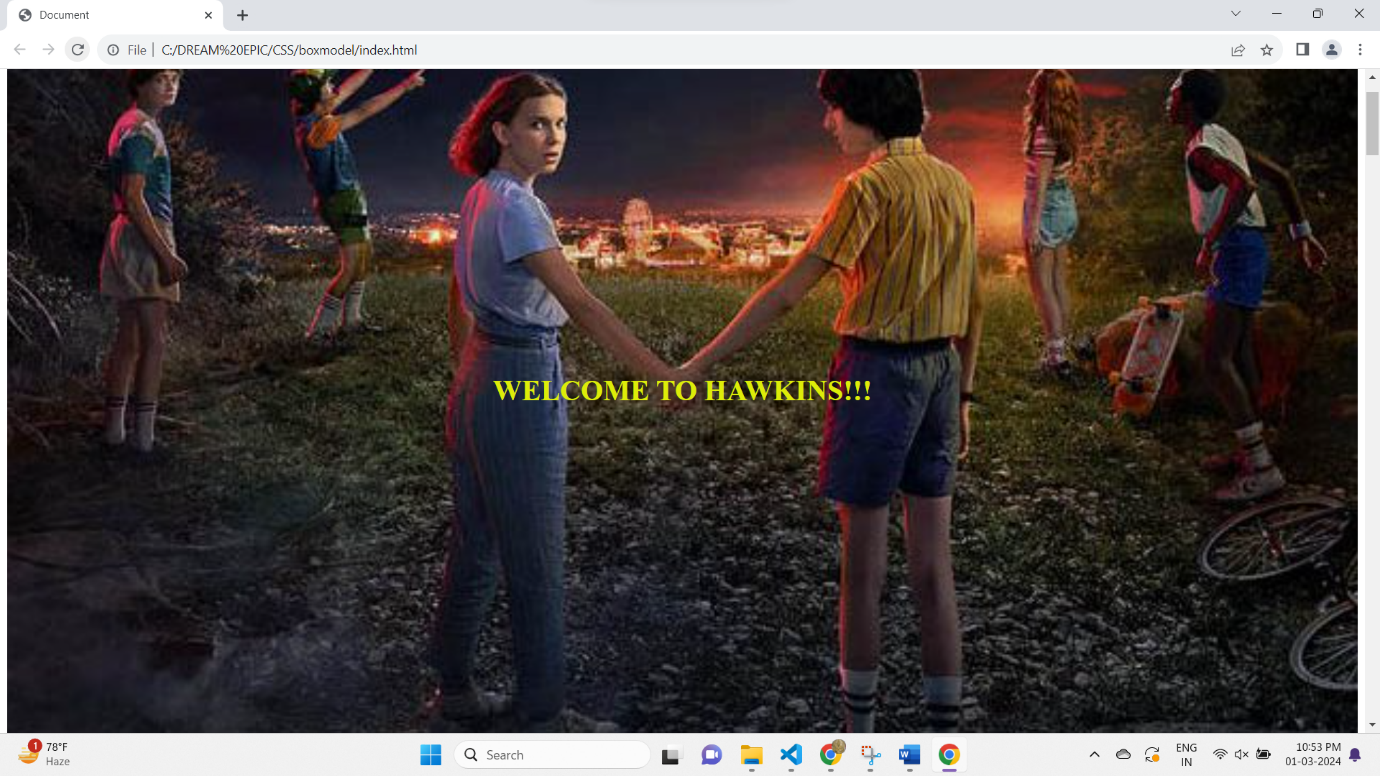 Document
File
C:/DREAM%20EPIC/CSS/boxmodel/index.html
WELCOME TO HAWKINS!!!
1
78°F
Haze
Search
W
ENG
IN
10:53 PM
01-03-2024